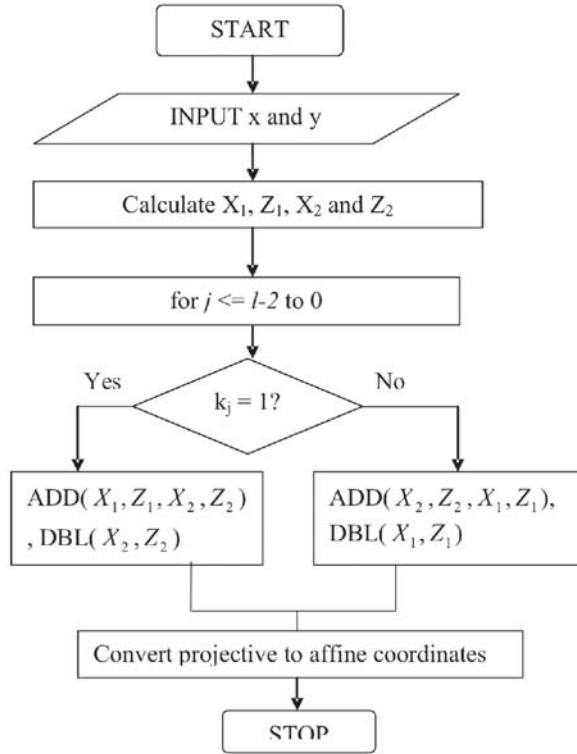 START
INPUT x and y
Calculate X₁, Z₁, X₂ and Z₂
for j <= l-2 to 0
Yes
No
kⱼ = 1?
ADD( X₁, Z₁, X₂, Z₂ )
, DBL( X₂, Z₂ )
ADD( X₂, Z₂, X₁, Z₁ ),
DBL( X₁, Z₁ )
Convert projective to affine coordinates
STOP